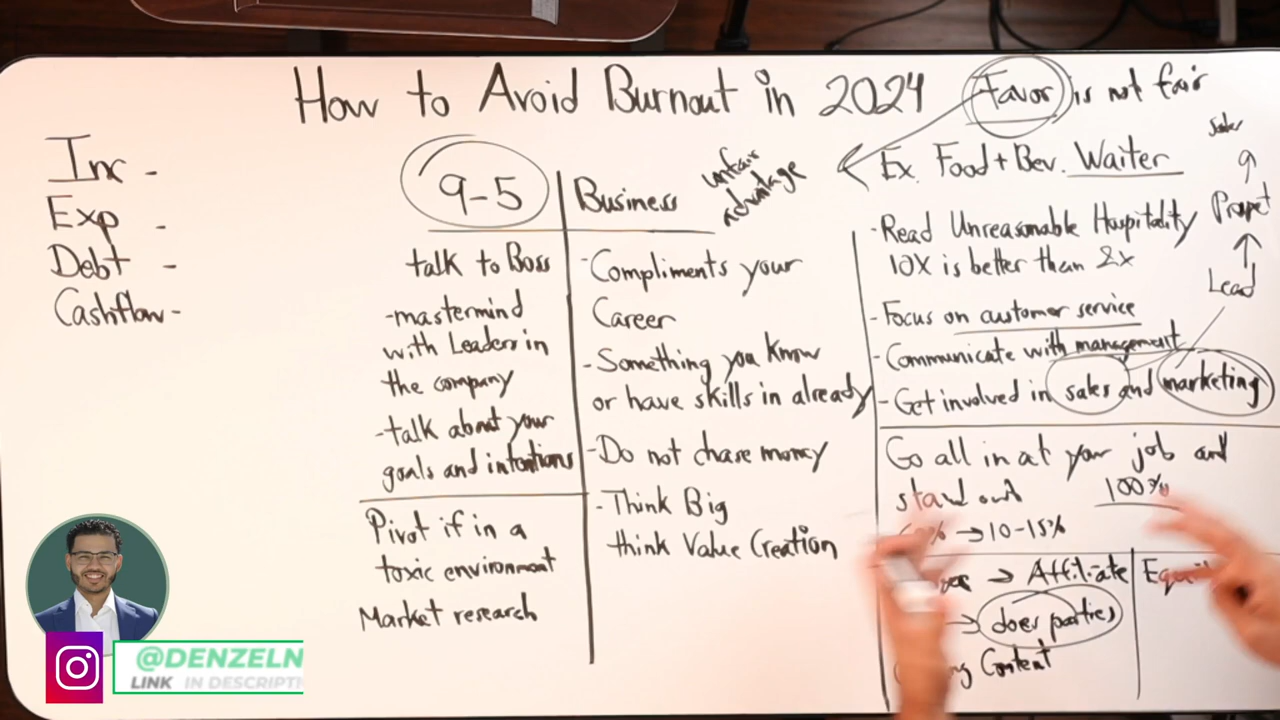 How to Avoid Burnout in 2024
Favor is not fair
Inc -
Exp -
Debt -
Cashflow -
9-5
talk to Boss
-mastermind
with Leaders in
the company
-talk about your
goals and intentions
Pivot if in a
toxic environment
Market research
Business
unfair
advantage
-Compliments your
Career
-Something you know
or have skills in already
-Do not chase money
-Think Big
think Value Creation
Ex. Food + Bev. Waiter
-Read Unreasonable Hospitality
10X is better than 2x
-Focus on customer service
-Communicate with management
-Get involved in sales and marketing
Lead
Go all in at your job and
stand out 100%
% → 10-15%
→ Affiliate
→ does parties
Content
@DENZELN
LINK IN DESCRIPTI